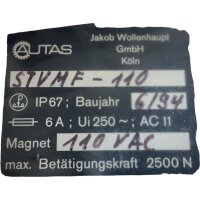 AUTAS
Jakob Wollenhaupt
GmbH
Köln
STVMF-110
IP67; Baujahr 6/94
6A; Ui 250~; AC 11
Magnet 110 VAC
max. Betätigungskraft 2500 N